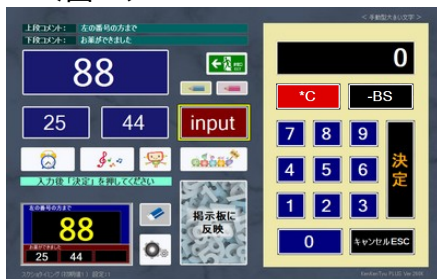 < 手動型大きい文字 >
上段コメント: 左の番号の方まで
下段コメント: お薬ができました
88
25
44
input
入力後「決定」を押してください
左の番号の方まで
88
お薬ができました
25 44
掲示板に
反映
0
*C
-BS
7 8 9
4 5 6
1 2 3
決定
0
キャンセルESC